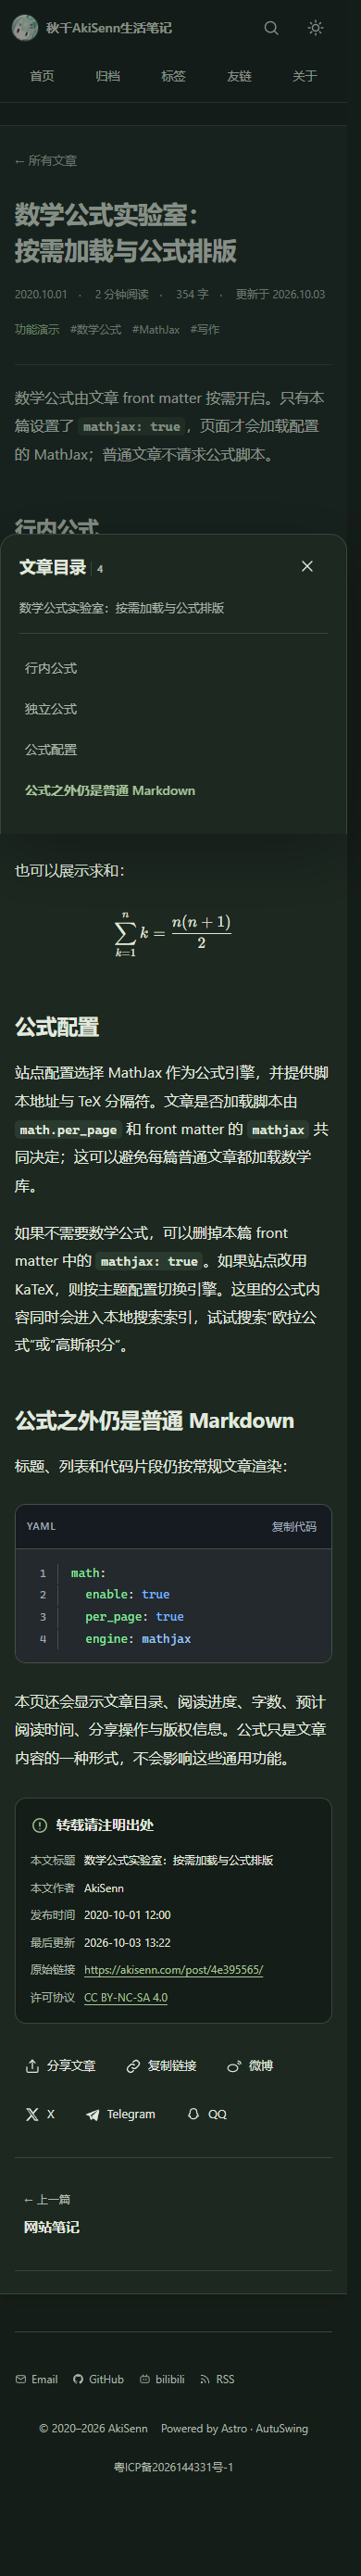 秋千AkiSenn生活笔记
首页 归档 标签 友链 关于
← 所有文章
数学公式实验室：
按需加载与公式排版
2020.10.01 · 2 分钟阅读 · 354 字 · 更新于 2026.10.03
功能演示 #数学公式 #MathJax #写作
数学公式由文章 front matter 按需开启。只有本
篇设置了 mathjax: true，页面才会加载配置
的 MathJax；普通文章不请求公式脚本。
行内公式
文章目录 4
数学公式实验室：按需加载与公式排版
行内公式
独立公式
公式配置
公式之外仍是普通 Markdown
也可以展示求和：
\sum_{k=1}^{n} k = \frac{n(n+1)}{2}
公式配置
站点配置选择 MathJax 作为公式引擎，并提供脚
本地址与 TeX 分隔符。文章是否加载脚本由
math.per_page 和 front matter 的 mathjax 共
同决定；这可以避免每篇普通文章都加载数学
库。
如果不需要数学公式，可以删掉本篇 front
matter 中的 mathjax: true。如果站点改用
KaTeX，则按主题配置切换引擎。这里的公式内
容同时会进入本地搜索索引，试试搜索“欧拉公
式”或“高斯积分”。
公式之外仍是普通 Markdown
标题、列表和代码片段仍按常规文章渲染：
YAML 复制代码
1 math:
2 enable: true
3 per_page: true
4 engine: mathjax
本页还会显示文章目录、阅读进度、字数、预计
阅读时间、分享操作与版权信息。公式只是文章
内容的一种形式，不会影响这些通用功能。
转载请注明出处
本文标题 数学公式实验室：按需加载与公式排版
本文作者 AkiSenn
发布时间 2020-10-01 12:00
最后更新 2026-10-03 13:22
原始链接 https://akisenn.com/post/4e395565/
许可协议 CC BY-NC-SA 4.0
分享文章 复制链接 微博
X Telegram QQ
← 上一篇
网站笔记
Email GitHub bilibili RSS
© 2020–2026 AkiSenn Powered by Astro · AutuSwing
粤ICP备2026144331号-1